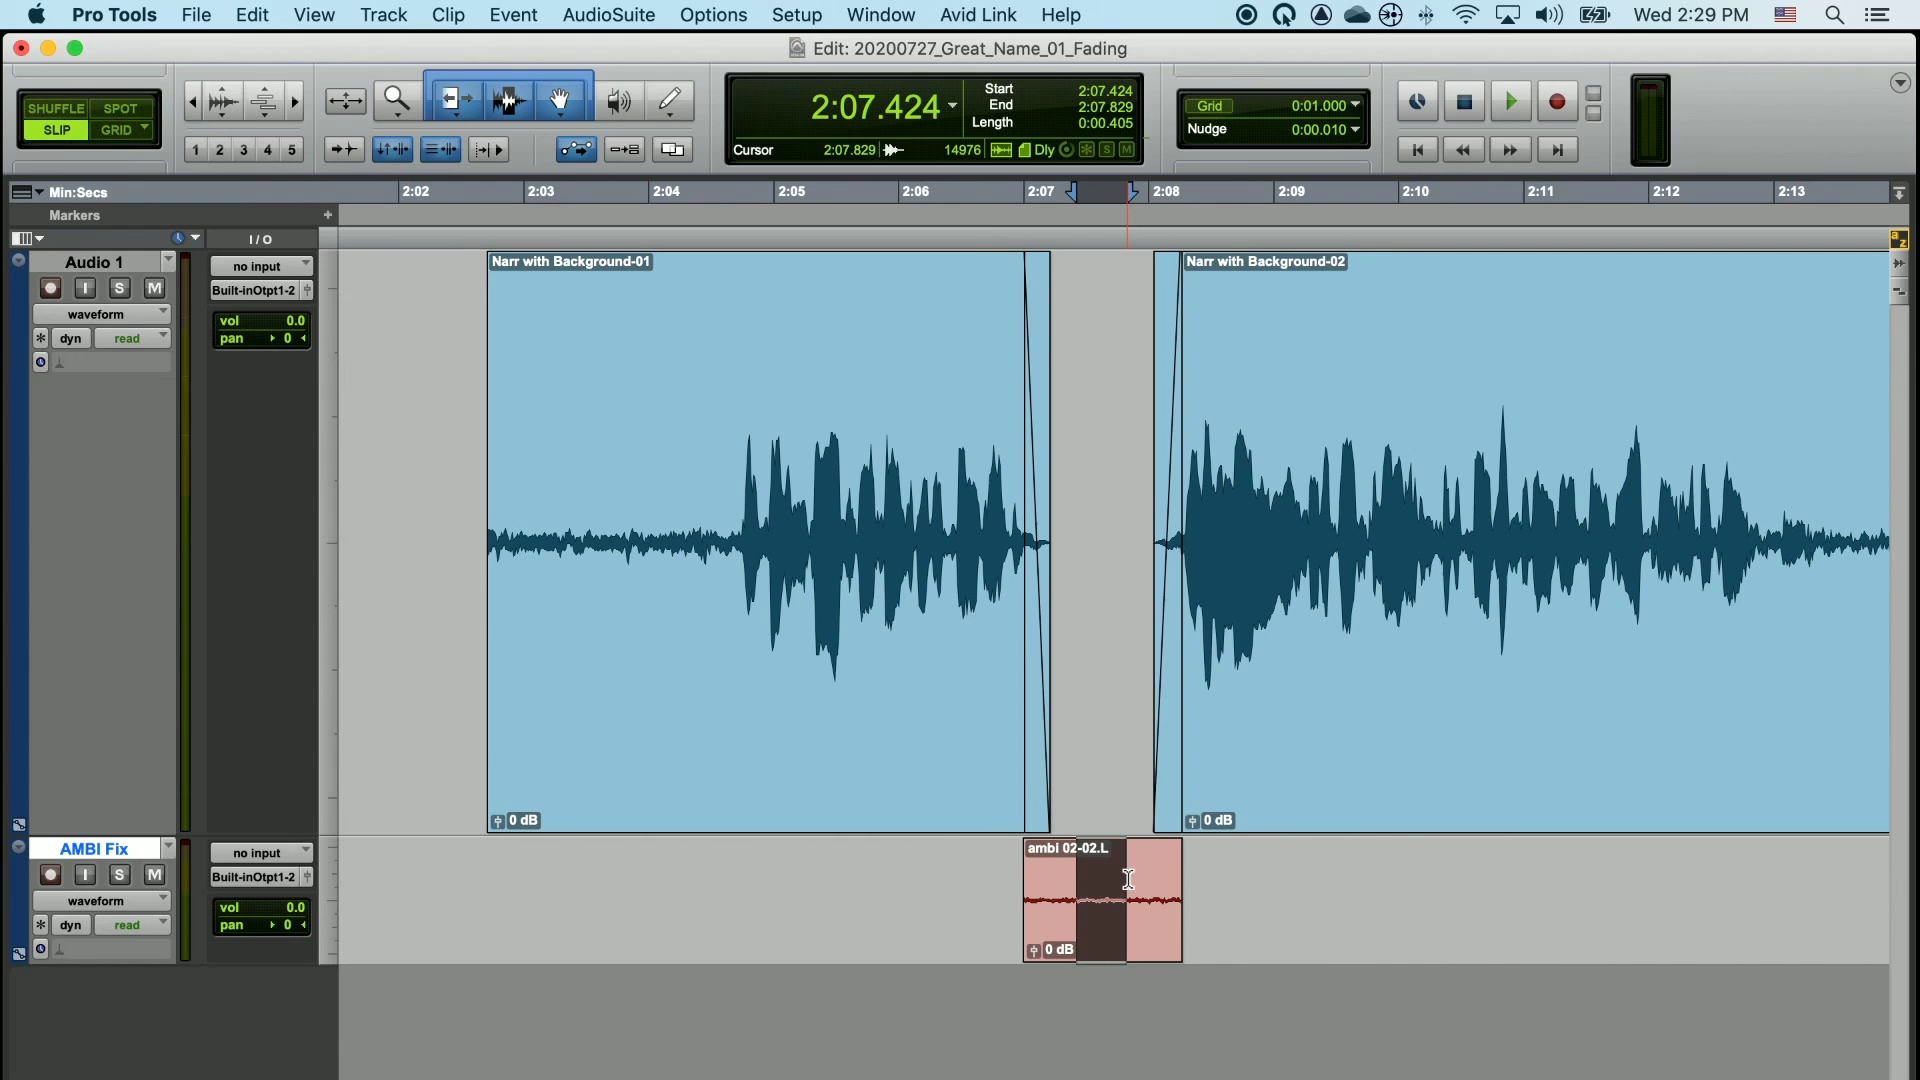 Pro Tools File Edit View Track Clip Event AudioSuite Options Setup Window Avid Link Help Wed 2:29 PM
Edit: 20200727_Great_Name_01_Fading
SHUFFLE SPOT
SLIP GRID
1 2 3 4 5
2:07.424
Start 2:07.424
End 2:07.829
Length 0:00.405
Cursor 2:07.829 14976 Dly S M
Grid 0:01.000
Nudge 0:00.010
Min:Secs 2:02 2:03 2:04 2:05 2:06 2:07 2:08 2:09 2:10 2:11 2:12 2:13
Markers +
I / O
a z
Audio 1
no input
I S M
Built-inOtpt1-2
waveform
vol 0.0
dyn read
pan 0
Narr with Background-01
Narr with Background-02
0 dB
0 dB
AMBI Fix
no input
I S M
Built-inOtpt1-2
waveform
vol 0.0
dyn read
pan 0
ambi 02-02.L
0 dB